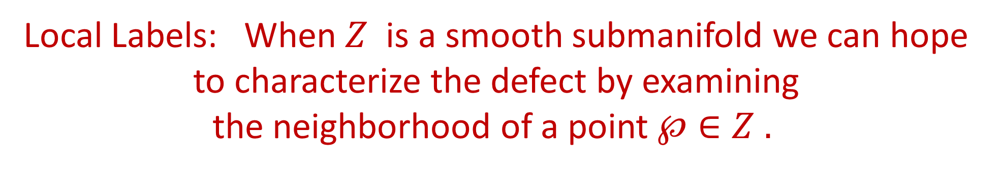 Local Labels: When 𝑍 is a smooth submanifold we can hope
to characterize the defect by examining
the neighborhood of a point ℘ ∈ 𝑍 .